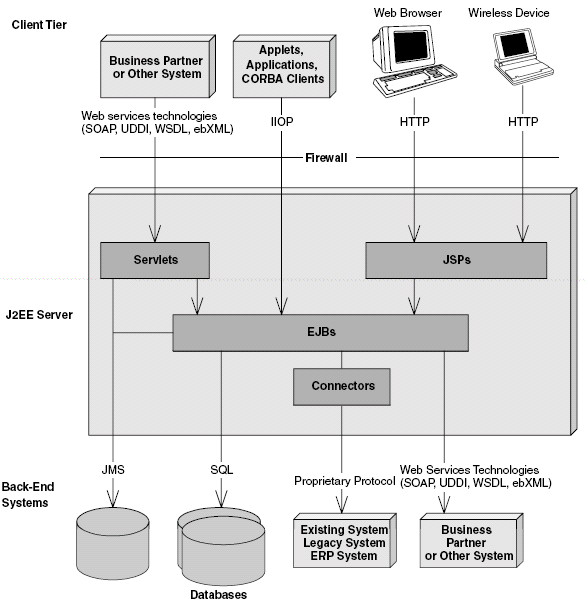 Client Tier
Web Browser
Wireless Device
Business Partner
or Other System
Applets,
Applications,
CORBA Clients
Web services technologies
(SOAP, UDDI, WSDL, ebXML)
IIOP
HTTP
HTTP
Firewall
Servlets
JSPs
J2EE Server
EJBs
Connectors
Back-End
Systems
JMS
SQL
Proprietary Protocol
Web Services Technologies
(SOAP, UDDI, WSDL, ebXML)
Existing System
Legacy System
ERP System
Business
Partner
or Other System
Databases